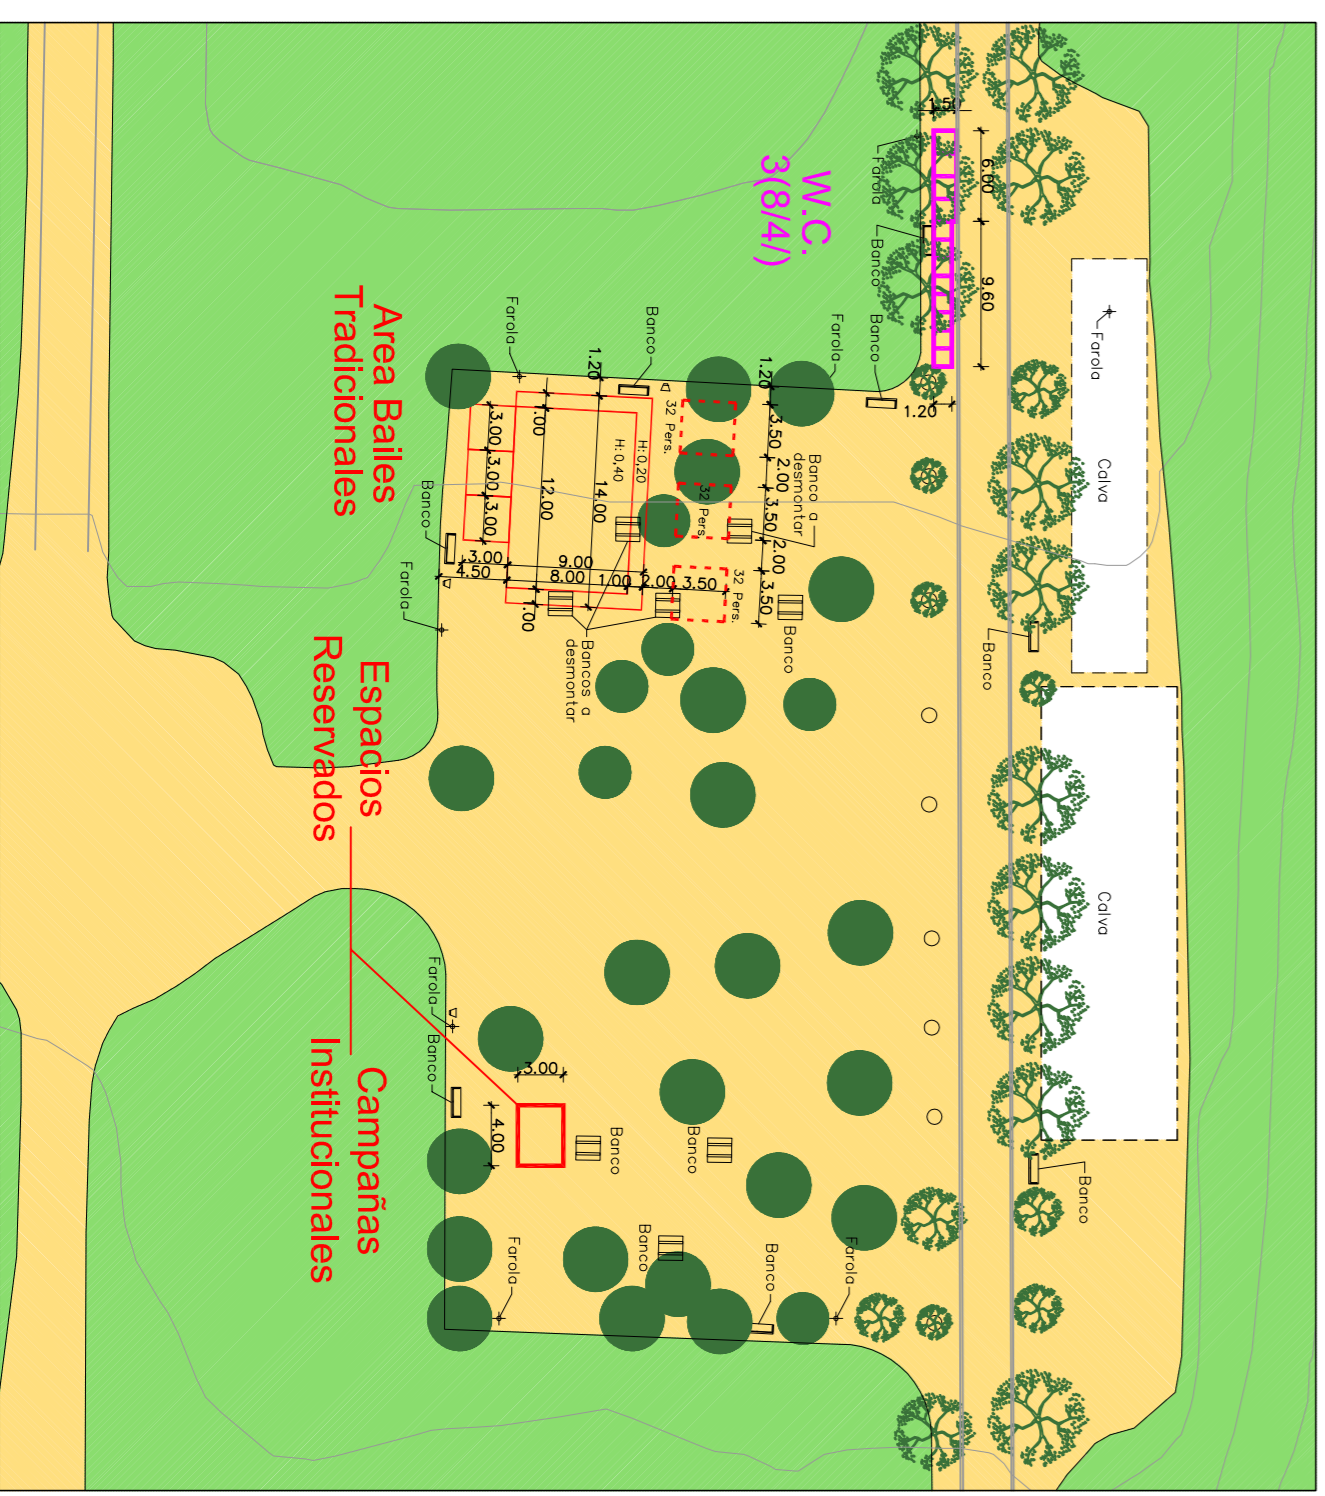 1.50
6.00
9.60
1.20
Farola
Banco
W.C.
3(8/4/)
Farola
Calva
Banco
Farola
Banco
Farola
Banco
Area Bailes
Tradicionales
1.20
1.20
32 Pers.
32 Pers.
32 Pers.
3.50
2.00
3.50
2.00
3.50
Banco a
desmontar
H:0,20
H:0,40
1.00
12.00
14.00
3.00
3.00
3.00
3.00
4.50
9.00
8.00
1.00
2.00
3.50
1.00
Banco
Farola
Banco
Bancos a
desmontar
Banco
Calva
Espacios
Reservados
Campañas
Institucionales
Farola
Banco
3.00
4.00
Banco
Banco
Banco
Banco
Banco
Farola
Farola